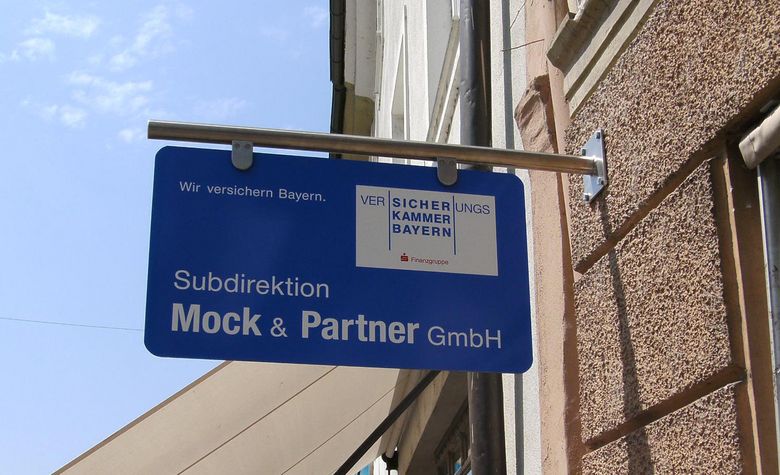 Wir versichern Bayern.
VER SICHER UNGS
KAMMER
BAYERN
Finanzgruppe
Subdirektion
Mock & Partner GmbH